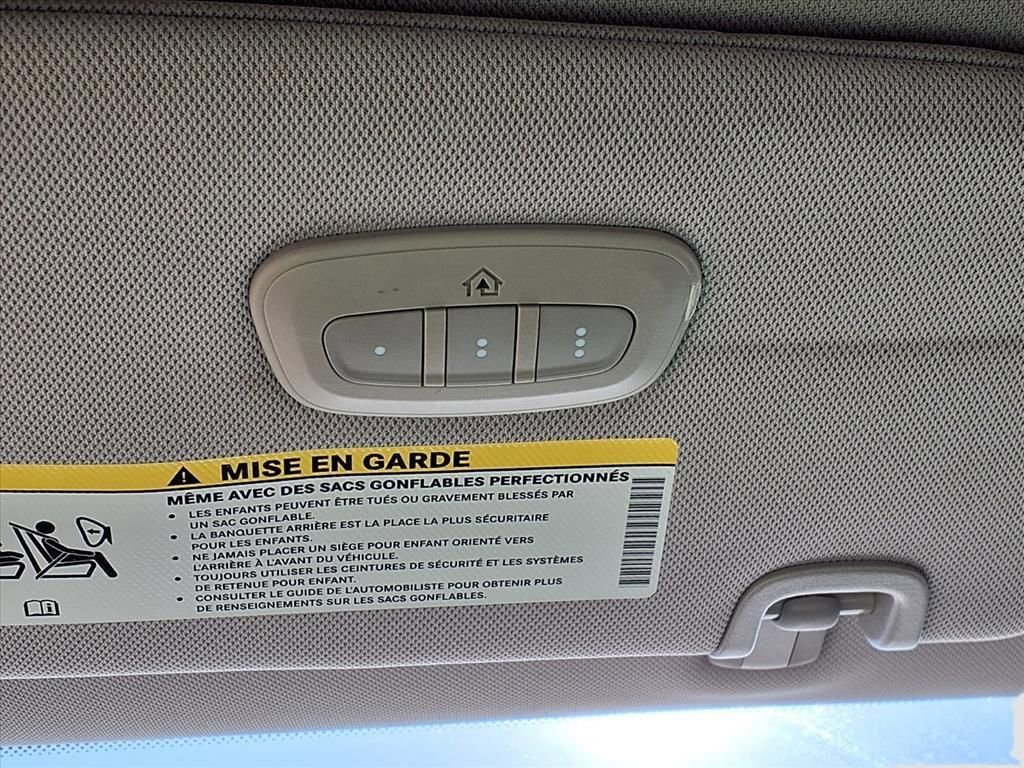 MISE EN GARDE
MÊME AVEC DES SACS GONFLABLES PERFECTIONNÉS
• LES ENFANTS PEUVENT ÊTRE TUÉS OU GRAVEMENT BLESSÉS PAR
UN SAC GONFLABLE.
• LA BANQUETTE ARRIÈRE EST LA PLACE LA PLUS SÉCURITAIRE
POUR LES ENFANTS.
• NE JAMAIS PLACER UN SIÈGE POUR ENFANT ORIENTÉ VERS
L'ARRIÈRE À L'AVANT DU VÉHICULE.
• TOUJOURS UTILISER LES CEINTURES DE SÉCURITÉ ET LES SYSTÈMES
DE RETENUE POUR ENFANT.
• CONSULTER LE GUIDE DE L'AUTOMOBILISTE POUR OBTENIR PLUS
DE RENSEIGNEMENTS SUR LES SACS GONFLABLES.